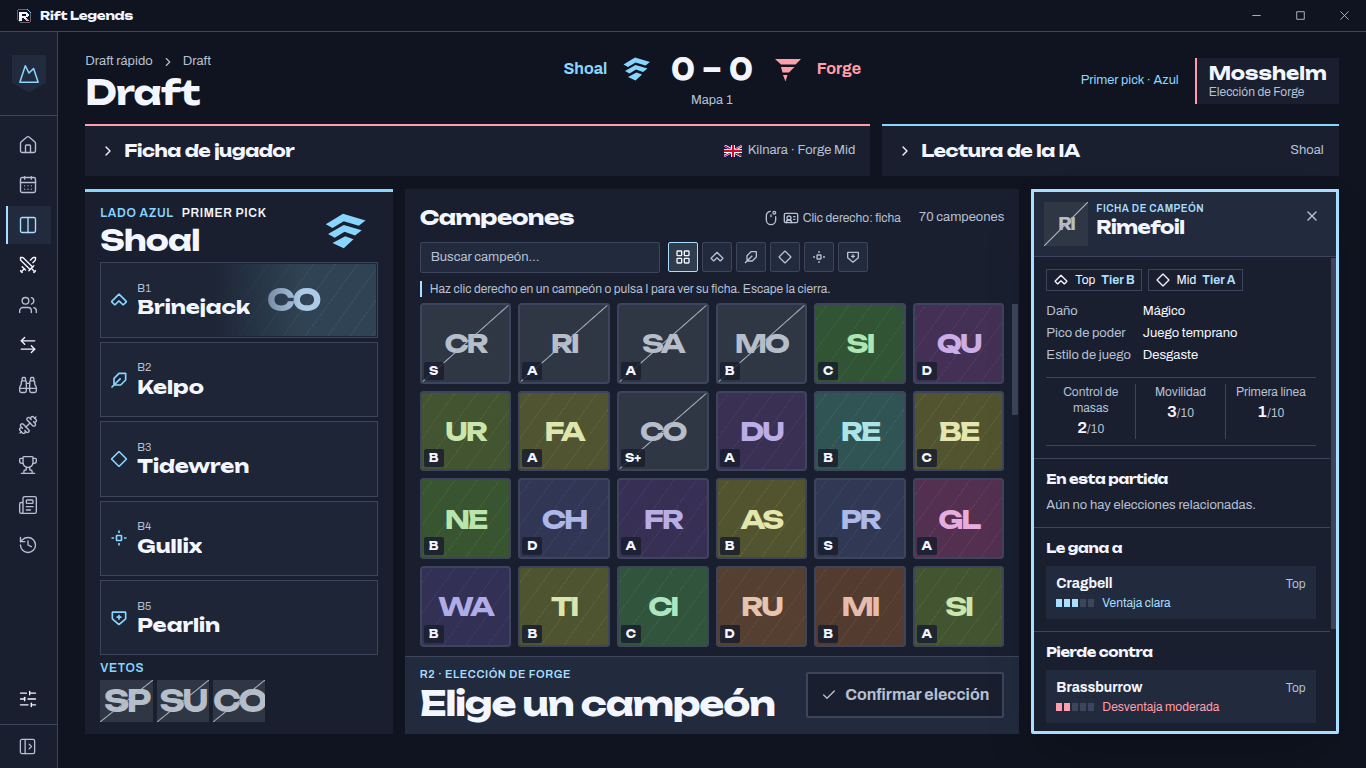 Rift Legends
Draft rápido > Draft
Draft
Shoal 0 – 0 Forge
Mapa 1
Primer pick · Azul
Mosshelm
Elección de Forge
Ficha de jugador
Kilnara · Forge Mid
Lectura de la IA
Shoal
LADO AZUL PRIMER PICK
Shoal
B1
Brinejack
CO
B2
Kelpo
B3
Tidewren
B4
Gullix
B5
Pearlin
VETOS
SP SU CO
Campeones
Clic derecho: ficha
70 campeones
Buscar campeón...
Haz clic derecho en un campeón o pulsa I para ver su ficha. Escape la cierra.
CR RI SA MO SI QU
S A A B C D
UR FA CO DU RE BE
B A S+ A B C
NE CH FR AS PR GL
B D A B S A
WA TI CI RU MI SI
B B C D B A
R2 · ELECCIÓN DE FORGE
Elige un campeón
Confirmar elección
RI
FICHA DE CAMPEÓN
Rimefoil
Top Tier B
Mid Tier A
Daño Mágico
Pico de poder Juego temprano
Estilo de juego Desgaste
Control de masas
2/10
Movilidad
3/10
Primera línea
1/10
En esta partida
Aún no hay elecciones relacionadas.
Le gana a
Cragbell Top
Ventaja clara
Pierde contra
Brassburrow Top
Desventaja moderada